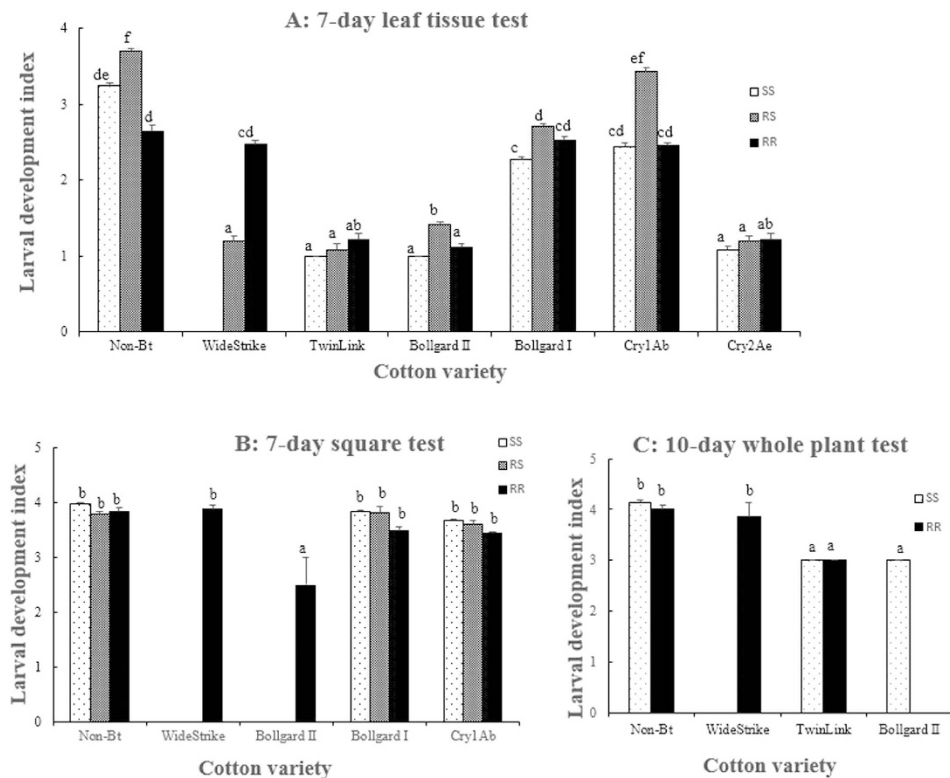 A: 7-day leaf tissue test
Larval development index
4
3
2
1
0
de f d
a cd
a a ab
a b a
c d cd
cd ef cd
a a ab
SS
RS
RR
Non-Bt WideStrike TwinLink Bollgard II Bollgard I Cry1Ab Cry2Ae
Cotton variety
B: 7-day square test
Larval development index
5
4
3
2
1
0
b b b
b
a
b b b
b b b
SS
RS
RR
Non-Bt WideStrike Bollgard II Bollgard I Cry1Ab
Cotton variety
C: 10-day whole plant test
Larval development index
5
4
3
2
1
0
b b
b
a a
a
SS
RR
Non-Bt WideStrike TwinLink Bollgard II
Cotton variety